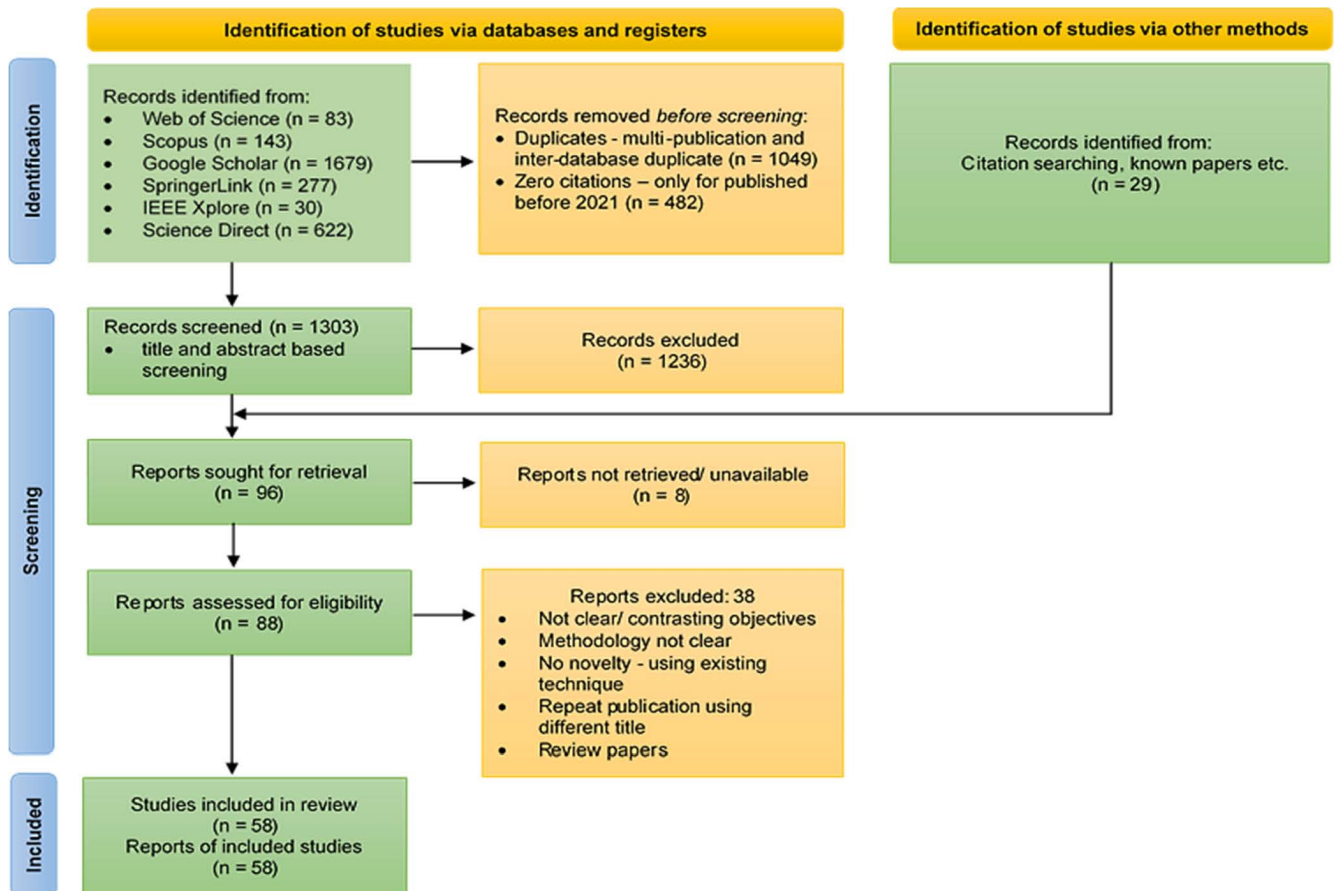 Identification of studies via databases and registers
Identification of studies via other methods
Identification
Records identified from:
• Web of Science (n = 83)
• Scopus (n = 143)
• Google Scholar (n = 1679)
• SpringerLink (n = 277)
• IEEE Xplore (n = 30)
• Science Direct (n = 622)
Records removed before screening:
• Duplicates - multi-publication and
inter-database duplicate (n = 1049)
• Zero citations – only for published
before 2021 (n = 482)
Records identified from:
Citation searching, known papers etc.
(n = 29)
Screening
Records screened (n = 1303)
• title and abstract based
screening
Records excluded
(n = 1236)
Reports sought for retrieval
(n = 96)
Reports not retrieved/ unavailable
(n = 8)
Reports assessed for eligibility
(n = 88)
Reports excluded: 38
• Not clear/ contrasting objectives
• Methodology not clear
• No novelty - using existing
technique
• Repeat publication using
different title
• Review papers
Included
Studies included in review
(n = 58)
Reports of included studies
(n = 58)